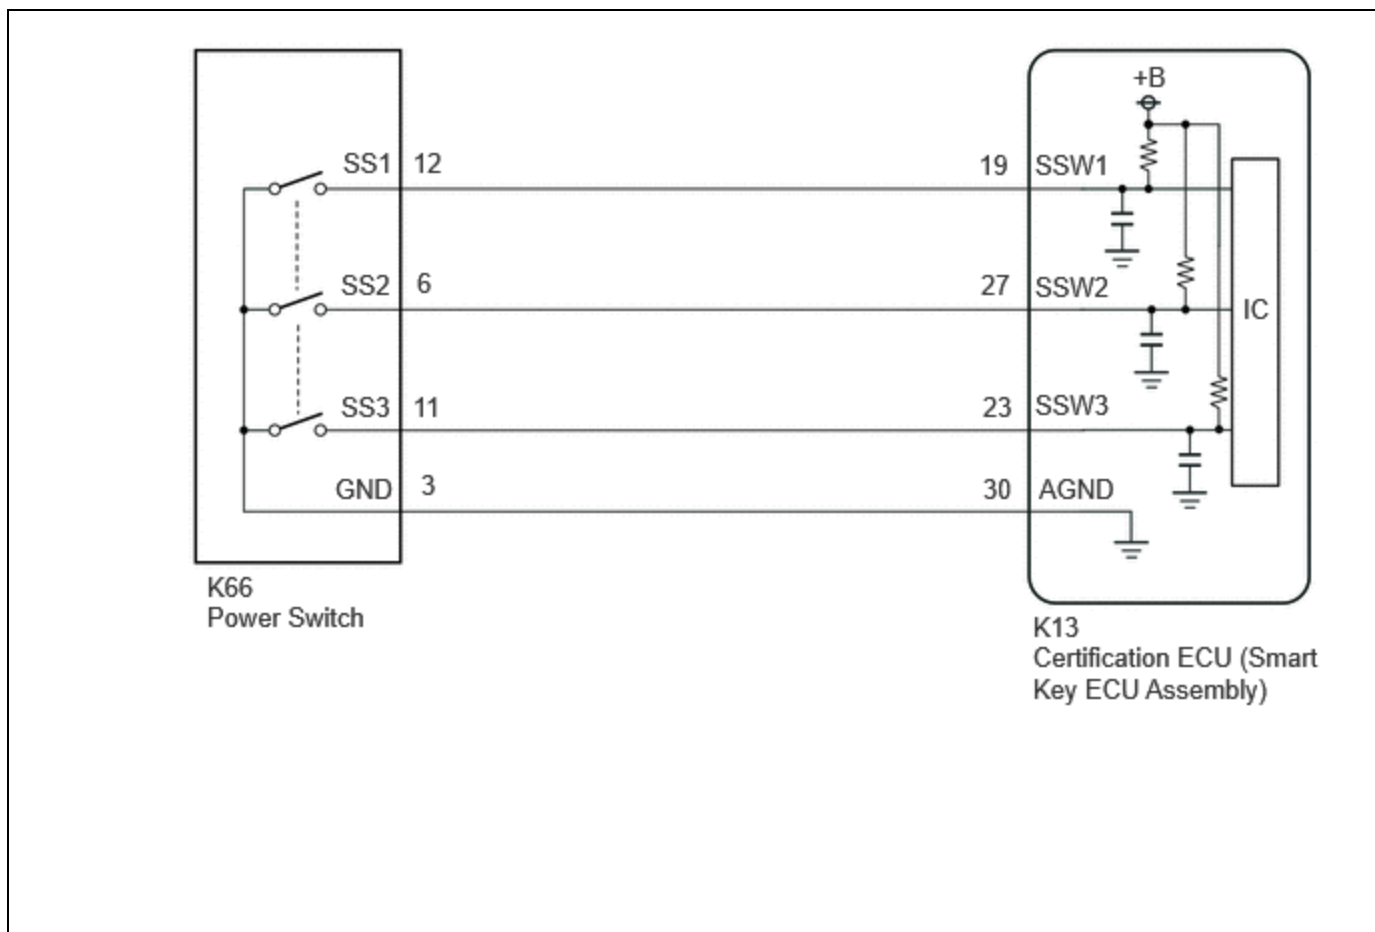 +B
SS1 12 19 SSW1
SS2 6 27 SSW2
IC
SS3 11 23 SSW3
GND 3 30 AGND
K66
Power Switch
K13
Certification ECU (Smart
Key ECU Assembly)